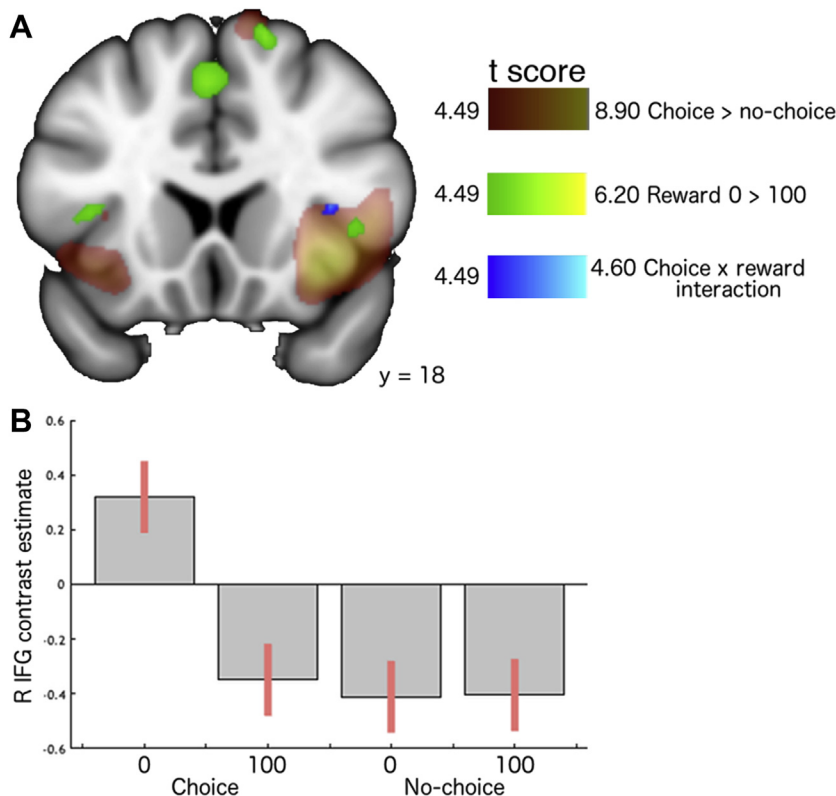 A
t score
4.49 8.90 Choice > no-choice
4.49 6.20 Reward 0 > 100
4.49 4.60 Choice x reward
interaction
y = 18
B
R IFG contrast estimate
0.6
0.4
0.2
0
-0.2
-0.4
-0.6
0 100 0 100
Choice No-choice